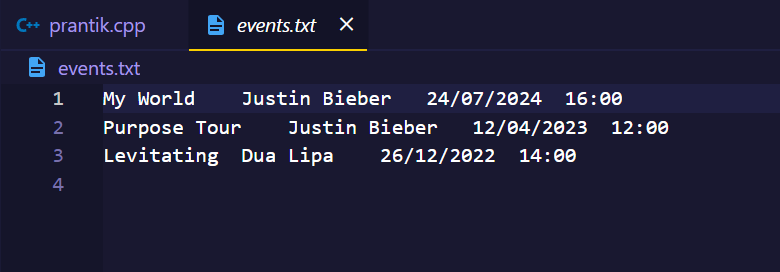 C++ prantik.cpp events.txt ×
events.txt
1 My World Justin Bieber 24/07/2024 16:00
2 Purpose Tour Justin Bieber 12/04/2023 12:00
3 Levitating Dua Lipa 26/12/2022 14:00
4